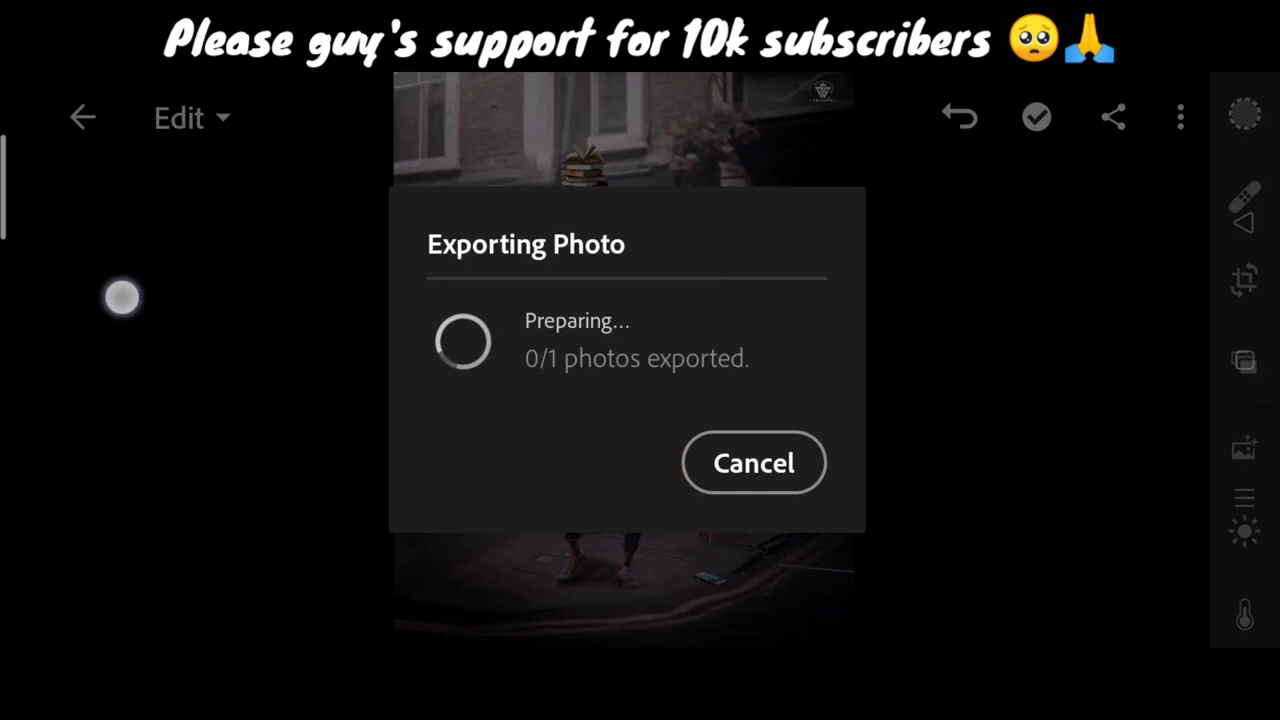 Please guy's support for 10k subscribers 🥺🙏
Edit
Exporting Photo
Preparing...
0/1 photos exported.
Cancel